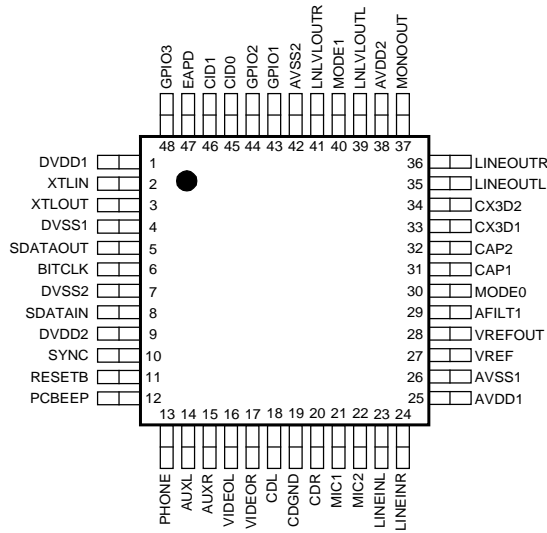 GPIO3 EAPD CID1 CID0 GPIO2 GPIO1 AVSS2 LNLVLOUTR MODE1 LNLVLOUTL AVDD2 MONOOUT
48 47 46 45 44 43 42 41 40 39 38 37
DVDD1 1 36 LINEOUTR
XTLIN 2 35 LINEOUTL
XTLOUT 3 34 CX3D2
DVSS1 4 33 CX3D1
SDATAOUT 5 32 CAP2
BITCLK 6 31 CAP1
DVSS2 7 30 MODE0
SDATAIN 8 29 AFILT1
DVDD2 9 28 VREFOUT
SYNC 10 27 VREF
RESETB 11 26 AVSS1
PCBEEP 12 25 AVDD1
13 14 15 16 17 18 19 20 21 22 23 24
PHONE AUXL AUXR VIDEOL VIDEOR CDL CDGND CDR MIC1 MIC2 LINEINL LINEINR